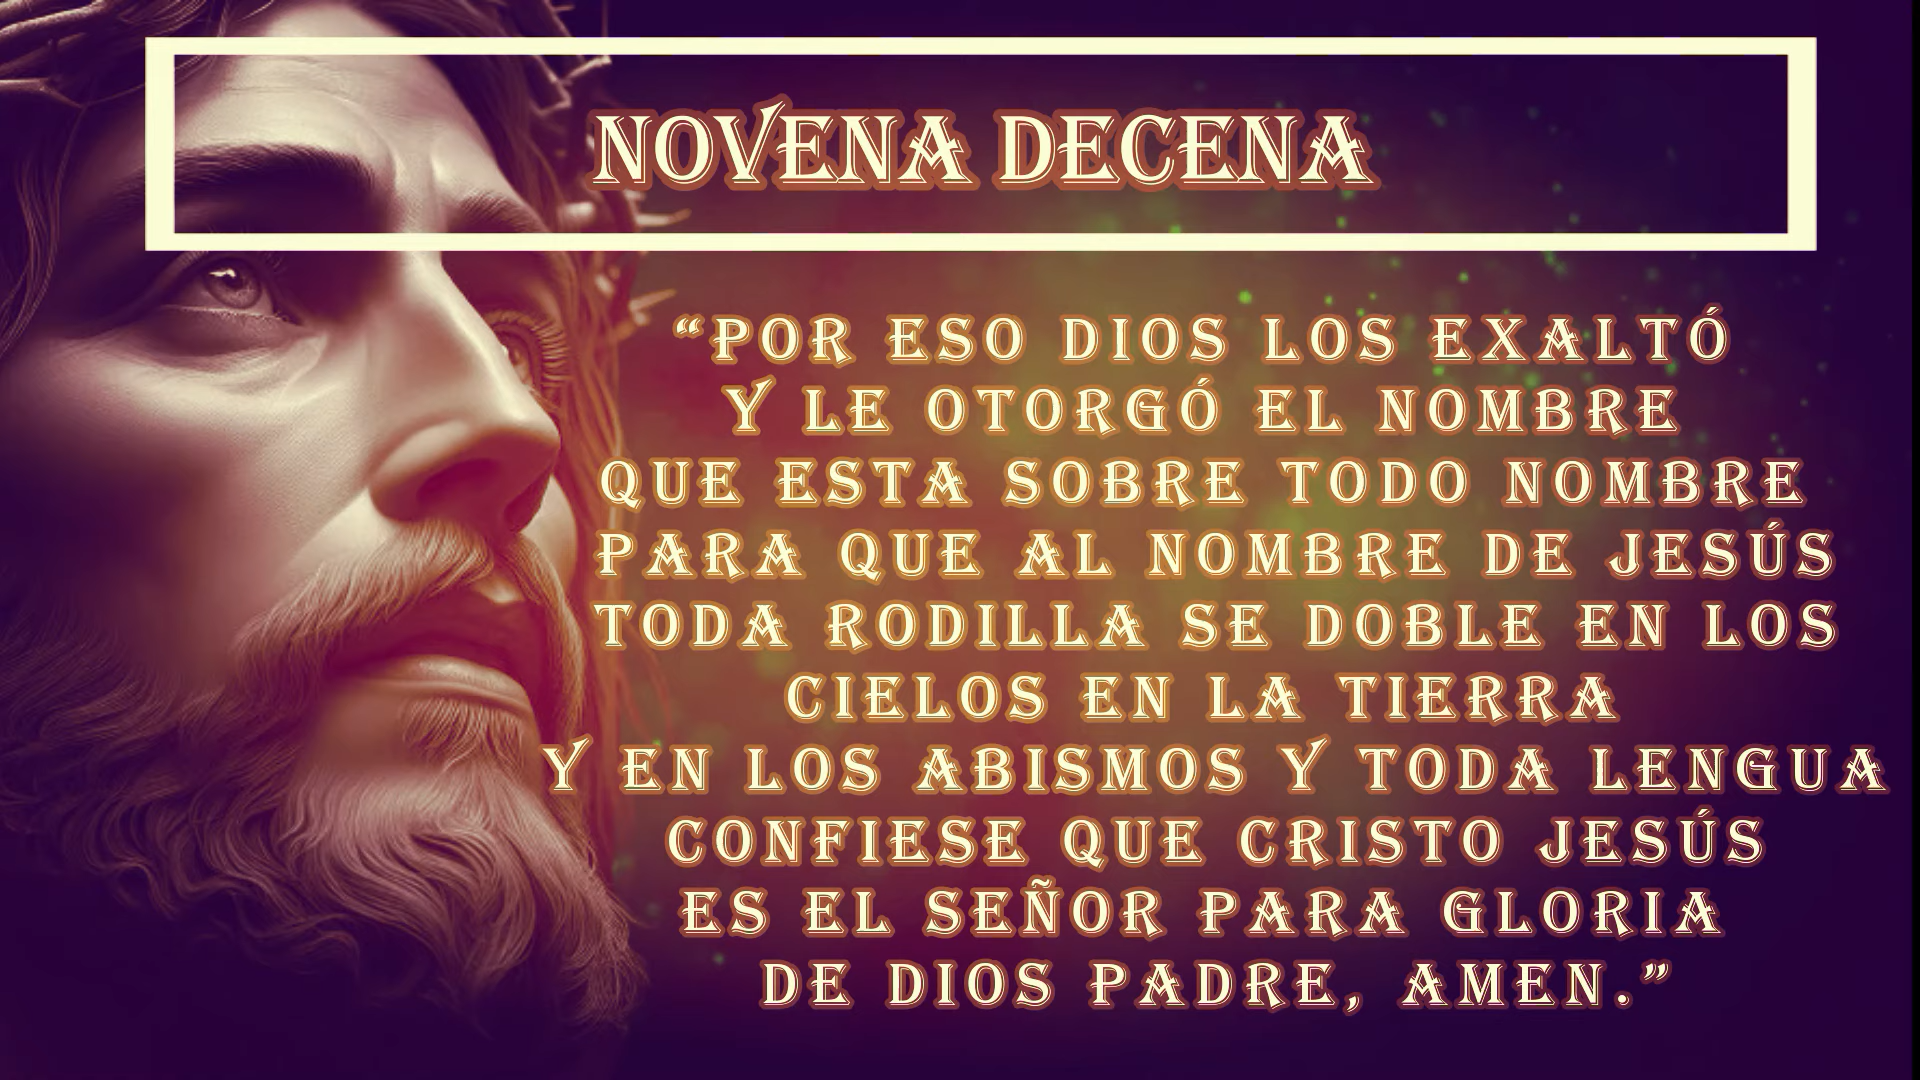 NOVENA DECENA
“POR ESO DIOS LOS EXALTÓ
Y LE OTORGÓ EL NOMBRE
QUE ESTA SOBRE TODO NOMBRE
PARA QUE AL NOMBRE DE JESÚS
TODA RODILLA SE DOBLE EN LOS
CIELOS EN LA TIERRA
Y EN LOS ABISMOS Y TODA LENGUA
CONFIESE QUE CRISTO JESÚS
ES EL SEÑOR PARA GLORIA
DE DIOS PADRE, AMEN.”